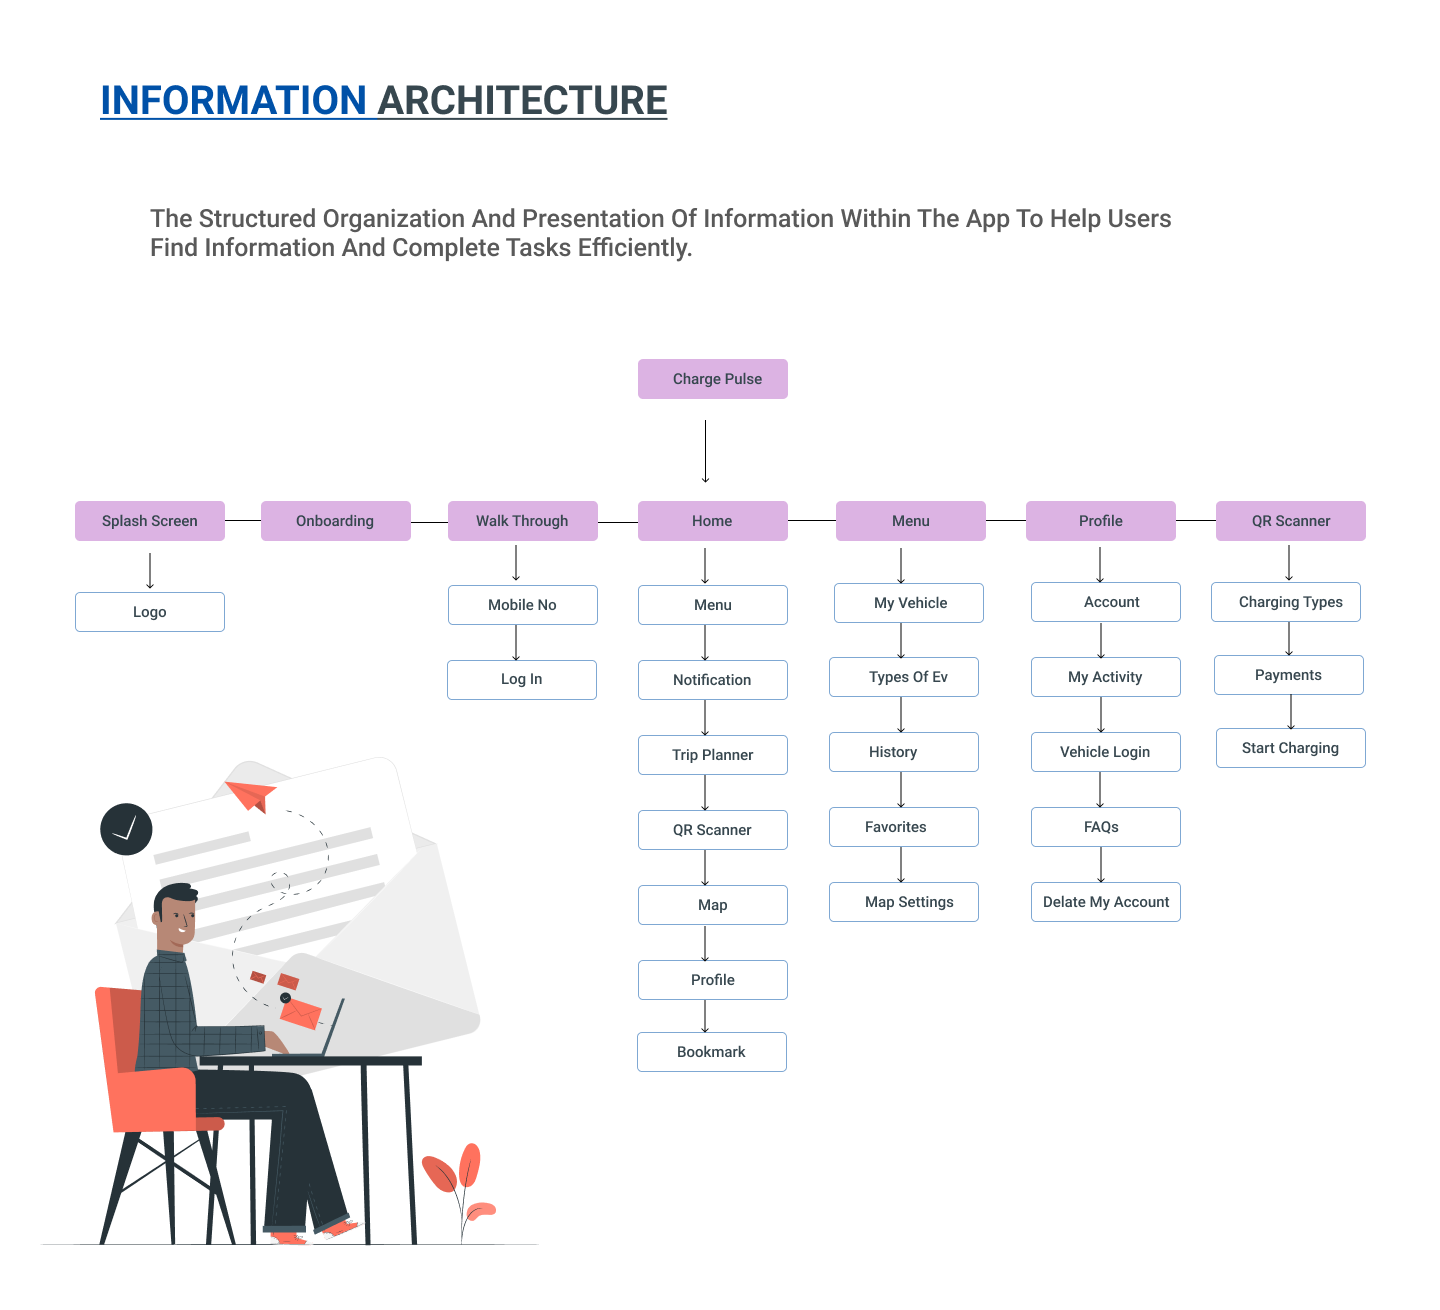 INFORMATION ARCHITECTURE
The Structured Organization And Presentation Of Information Within The App To Help Users
Find Information And Complete Tasks Efficiently.
Charge Pulse
Splash Screen
Onboarding
Walk Through
Home
Menu
Profile
QR Scanner
Logo
Mobile No
Log In
Menu
Notification
Trip Planner
QR Scanner
Map
Profile
Bookmark
My Vehicle
Types Of Ev
History
Favorites
Map Settings
Account
My Activity
Vehicle Login
FAQs
Delate My Account
Charging Types
Payments
Start Charging